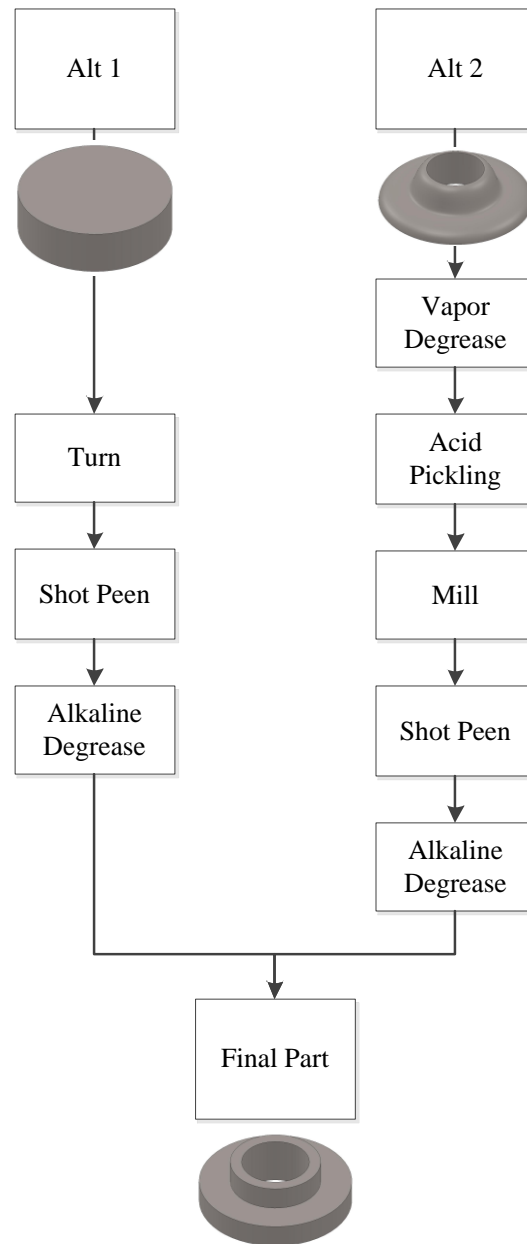 Alt 1
Turn
Shot Peen
Alkaline
Degrease
Alt 2
Vapor
Degrease
Acid
Pickling
Mill
Shot Peen
Alkaline
Degrease
Final Part